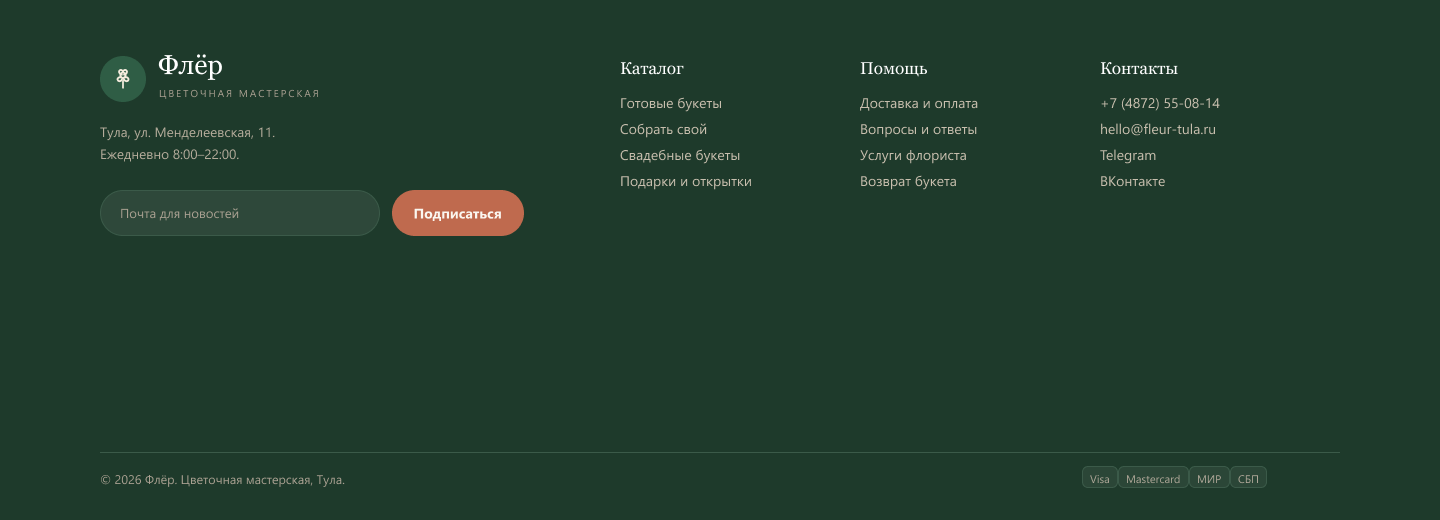 Флёр
ЦВЕТОЧНАЯ МАСТЕРСКАЯ
Тула, ул. Менделеевская, 11.
Ежедневно 8:00–22:00.
Почта для новостей
Подписаться
Каталог
Готовые букеты
Собрать свой
Свадебные букеты
Подарки и открытки
Помощь
Доставка и оплата
Вопросы и ответы
Услуги флориста
Возврат букета
Контакты
+7 (4872) 55-08-14
hello@fleur-tula.ru
Telegram
ВКонтакте
© 2026 Флёр. Цветочная мастерская, Тула.
Visa
Mastercard
МИР
СБП